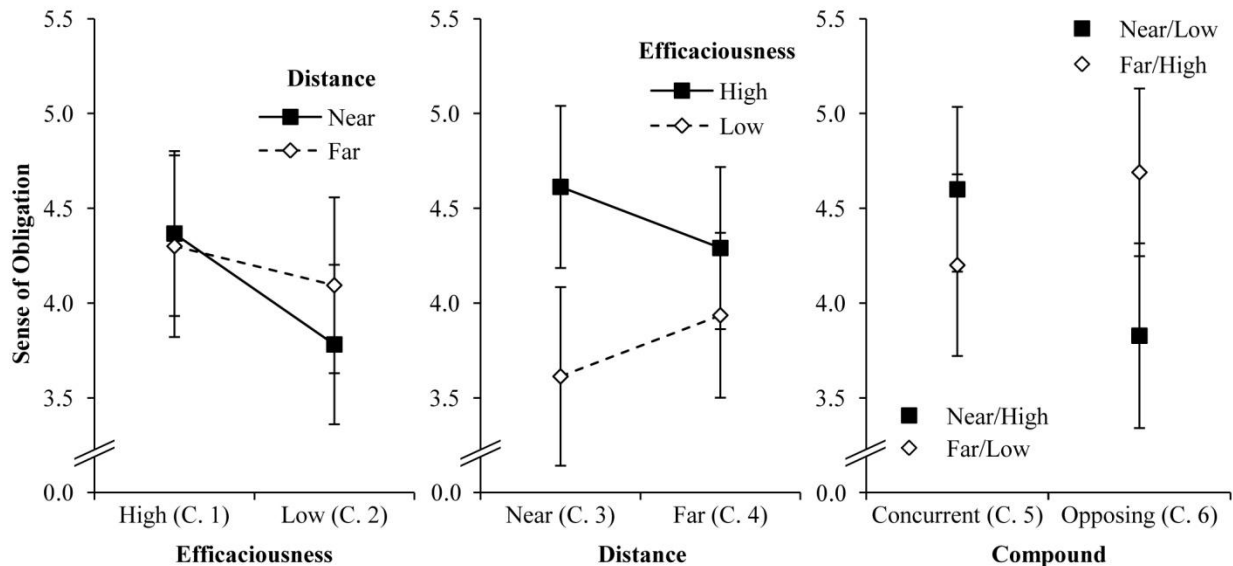 Sense of Obligation
5.5
5.0
4.5
4.0
3.5
0.0
Distance
Near
Far
High (C. 1)
Low (C. 2)
Efficaciousness
5.5
5.0
4.5
4.0
3.5
0.0
Efficaciousness
High
Low
Near (C. 3)
Far (C. 4)
Distance
5.5
5.0
4.5
4.0
3.5
0.0
Near/Low
Far/High
Near/High
Far/Low
Concurrent (C. 5)
Opposing (C. 6)
Compound